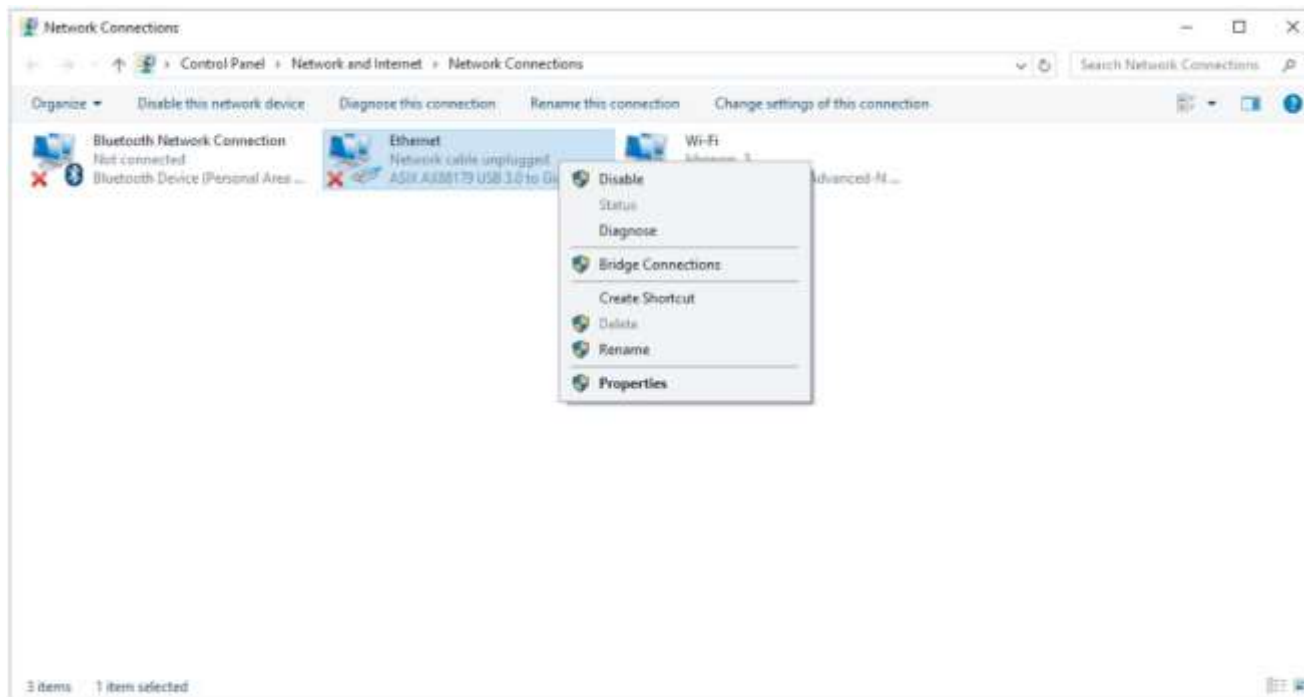 Network Connections
Control Panel › Network and Internet › Network Connections
Search Network Connections
Organize
Disable this network device
Diagnose this connection
Rename this connection
Change settings of this connection
Bluetooth Network Connection
Not connected
Bluetooth Device (Personal Area ...
Ethernet
Network cable unplugged
ASIX AX88179 USB 3.0 to Gi
Wi-Fi
Advanced-N ...
Disable
Status
Diagnose
Bridge Connections
Create Shortcut
Delete
Rename
Properties
3 items
1 item selected